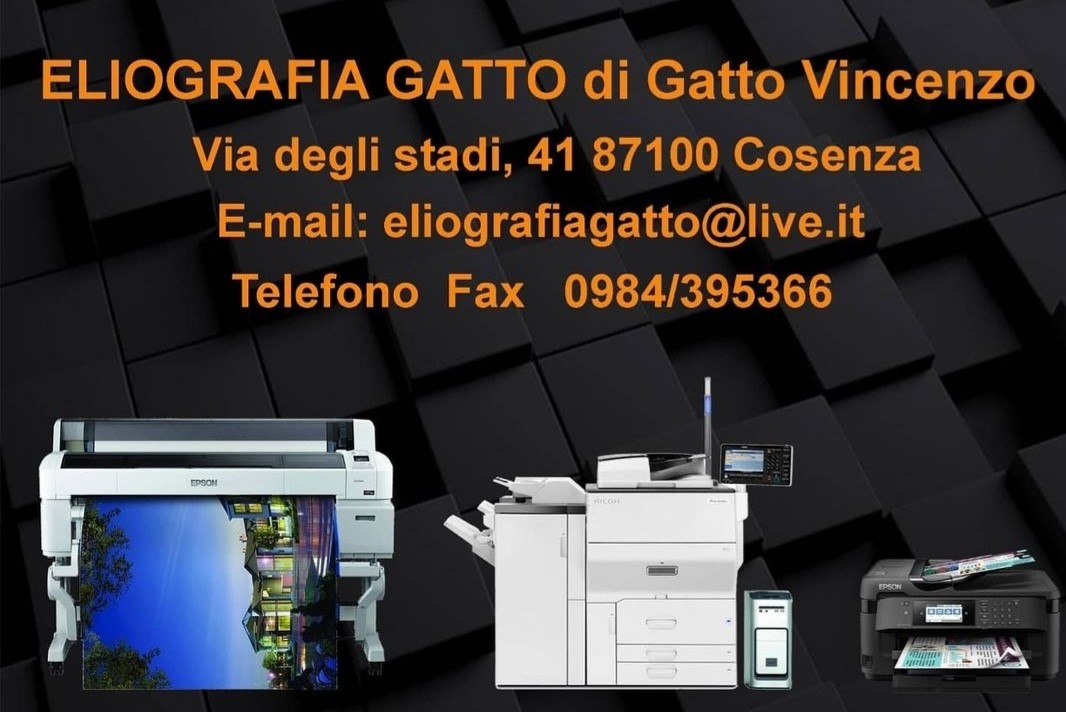 ELIOGRAFIA GATTO di Gatto Vincenzo
Via degli stadi, 41 87100 Cosenza
E-mail: eliografiagatto@live.it
Telefono Fax 0984/395366
EPSON
RICOH
EPSON